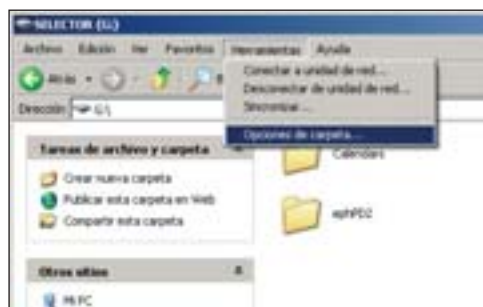 SELECTOR (G:)
Archivo Edición Ver Favoritos Herramientas Ayuda
Atrás
Conectar a unidad de red...
Desconectar de unidad de red...
Sincronizar...
Opciones de carpeta...
Dirección G:\
Tareas de archivo y carpeta
Crear nueva carpeta
Publicar esta carpeta en Web
Compartir esta carpeta
Calendars
Otros sitios
Mi PC